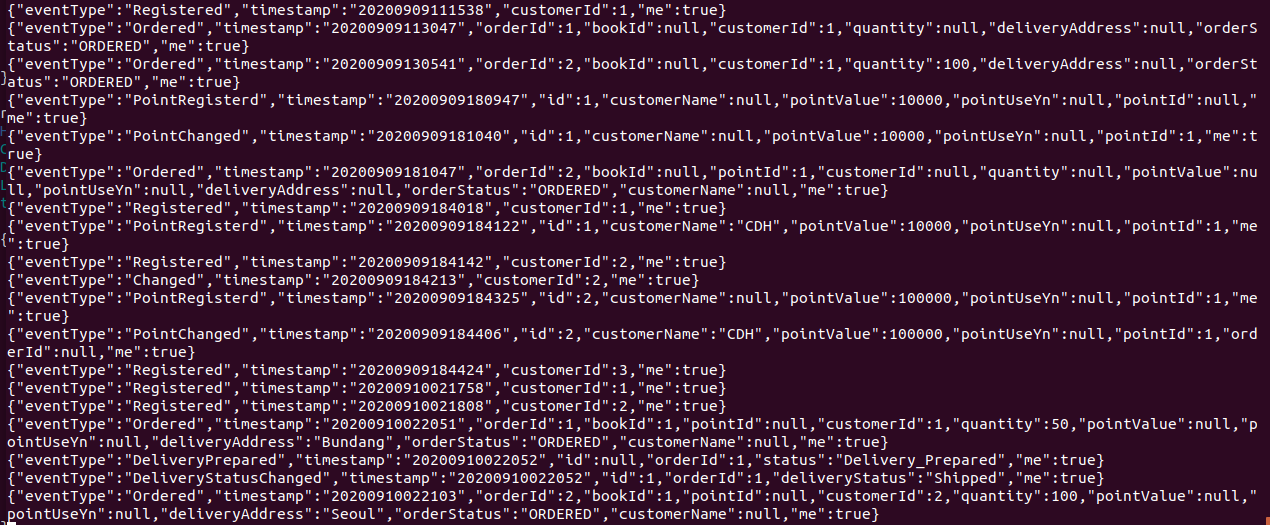 {"eventType":"Registered","timestamp":"20200909111538","customerId":1,"me":true}
{"eventType":"Ordered","timestamp":"20200909113047","orderId":1,"bookId":null,"customerId":1,"quantity":null,"deliveryAddress":null,"orderS
tatus":"ORDERED","me":true}
{"eventType":"Ordered","timestamp":"20200909130541","orderId":2,"bookId":null,"customerId":1,"quantity":100,"deliveryAddress":null,"orderSt
atus":"ORDERED","me":true}
{"eventType":"PointRegisterd","timestamp":"20200909180947","id":1,"customerName":null,"pointValue":10000,"pointUseYn":null,"pointId":null,"
me":true}
{"eventType":"PointChanged","timestamp":"20200909181040","id":1,"customerName":null,"pointValue":10000,"pointUseYn":null,"pointId":1,"me":t
rue}
{"eventType":"Ordered","timestamp":"20200909181047","orderId":2,"bookId":null,"pointId":1,"customerId":null,"quantity":null,"pointValue":nu
ll,"pointUseYn":null,"deliveryAddress":null,"orderStatus":"ORDERED","customerName":null,"me":true}
{"eventType":"Registered","timestamp":"20200909184018","customerId":1,"me":true}
{"eventType":"PointRegisterd","timestamp":"20200909184122","id":1,"customerName":"CDH","pointValue":10000,"pointUseYn":null,"pointId":1,"me
":true}
{"eventType":"Registered","timestamp":"20200909184142","customerId":2,"me":true}
{"eventType":"Changed","timestamp":"20200909184213","customerId":2,"me":true}
{"eventType":"PointRegisterd","timestamp":"20200909184325","id":2,"customerName":null,"pointValue":100000,"pointUseYn":null,"pointId":1,"me
":true}
{"eventType":"PointChanged","timestamp":"20200909184406","id":2,"customerName":"CDH","pointValue":100000,"pointUseYn":null,"pointId":1,"ord
erId":null,"me":true}
{"eventType":"Registered","timestamp":"20200909184424","customerId":3,"me":true}
{"eventType":"Registered","timestamp":"20200910021758","customerId":1,"me":true}
{"eventType":"Registered","timestamp":"20200910021808","customerId":2,"me":true}
{"eventType":"Ordered","timestamp":"20200910022051","orderId":1,"bookId":1,"pointId":null,"customerId":1,"quantity":50,"pointValue":null,"p
ointUseYn":null,"deliveryAddress":"Bundang","orderStatus":"ORDERED","customerName":null,"me":true}
{"eventType":"DeliveryPrepared","timestamp":"20200910022052","id":null,"orderId":1,"status":"Delivery_Prepared","me":true}
{"eventType":"DeliveryStatusChanged","timestamp":"20200910022052","id":1,"orderId":1,"deliveryStatus":"Shipped","me":true}
{"eventType":"Ordered","timestamp":"20200910022103","orderId":2,"bookId":1,"pointId":null,"customerId":2,"quantity":100,"pointValue":null,"
pointUseYn":null,"deliveryAddress":"Seoul","orderStatus":"ORDERED","customerName":null,"me":true}